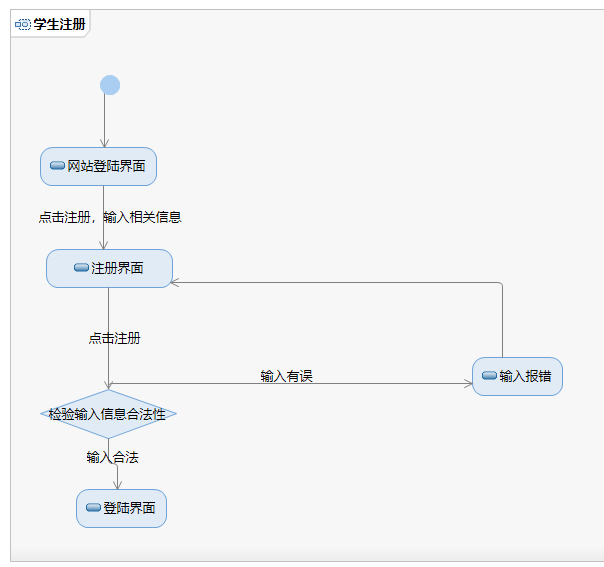 学生注册
网站登陆界面
点击注册，输入相关信息
注册界面
点击注册
输入有误
输入报错
检验输入信息合法性
输入合法
登陆界面